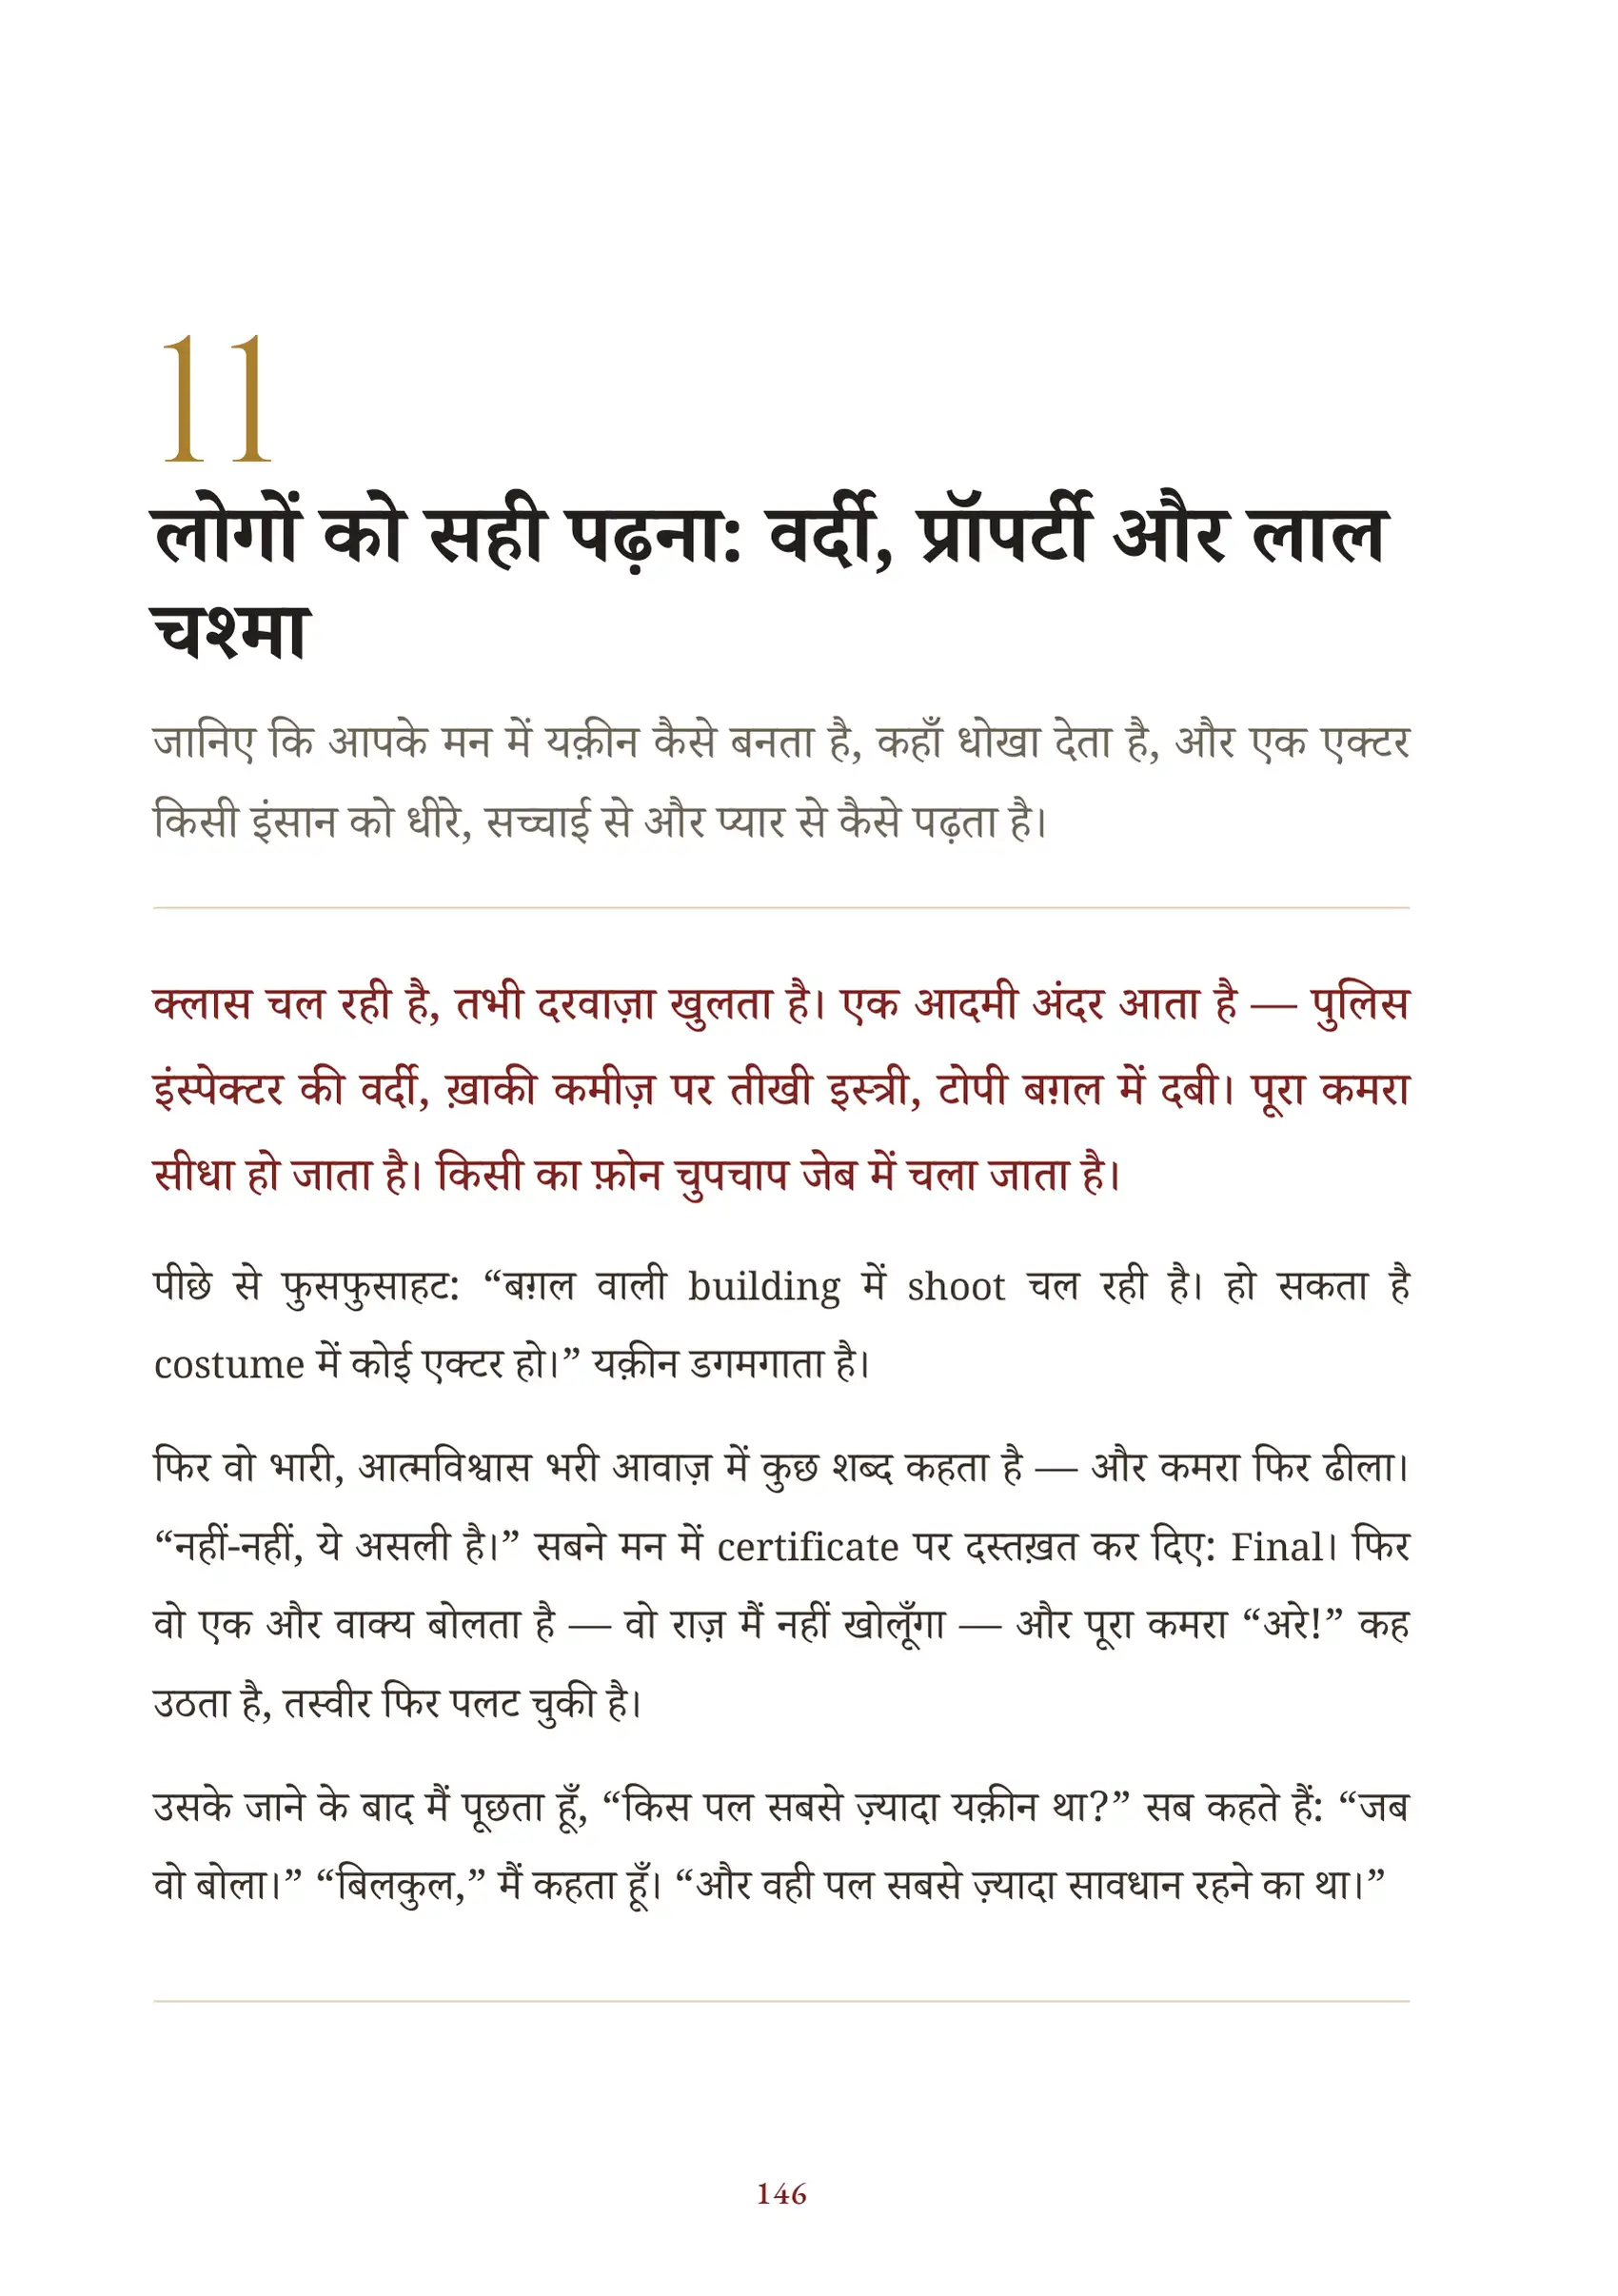 11
लोगों को सही पढ़ना: वर्दी, प्रॉपर्टी और लाल
चश्मा
जानिए कि आपके मन में यक़ीन कैसे बनता है, कहाँ धोखा देता है, और एक एक्टर
किसी इंसान को धीरे, सच्चाई से और प्यार से कैसे पढ़ता है।
क्लास चल रही है, तभी दरवाज़ा खुलता है। एक आदमी अंदर आता है — पुलिस
इंस्पेक्टर की वर्दी, ख़ाकी कमीज़ पर तीखी इस्त्री, टोपी बग़ल में दबी। पूरा कमरा
सीधा हो जाता है। किसी का फ़ोन चुपचाप जेब में चला जाता है।
पीछे से फुसफुसाहट: “बग़ल वाली building में shoot चल रही है। हो सकता है
costume में कोई एक्टर हो।” यक़ीन डगमगाता है।
फिर वो भारी, आत्मविश्वास भरी आवाज़ में कुछ शब्द कहता है — और कमरा फिर ढीला।
“नहीं-नहीं, ये असली है।” सबने मन में certificate पर दस्तख़त कर दिए: Final। फिर
वो एक और वाक्य बोलता है — वो राज़ मैं नहीं खोलूँगा — और पूरा कमरा “अरे!” कह
उठता है, तस्वीर फिर पलट चुकी है।
उसके जाने के बाद मैं पूछता हूँ, “किस पल सबसे ज़्यादा यक़ीन था?” सब कहते हैं: “जब
वो बोला।” “बिलकुल,” मैं कहता हूँ। “और वही पल सबसे ज़्यादा सावधान रहने का था।”
146